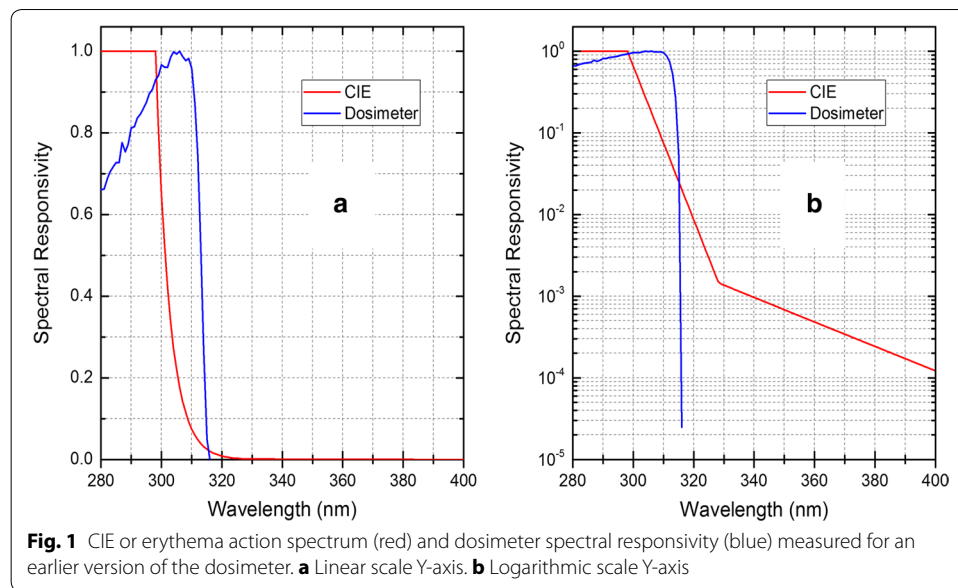 1.0
0.8
0.6
0.4
0.2
0.0
280 300 320 340 360 380 400
Spectral Responsivity
Wavelength (nm)
CIE
Dosimeter
a
10⁰
10⁻¹
10⁻²
10⁻³
10⁻⁴
10⁻⁵
280 300 320 340 360 380 400
Spectral Responsivity
Wavelength (nm)
CIE
Dosimeter
b
Fig. 1 CIE or erythema action spectrum (red) and dosimeter spectral responsivity (blue) measured for an
earlier version of the dosimeter. a Linear scale Y-axis. b Logarithmic scale Y-axis